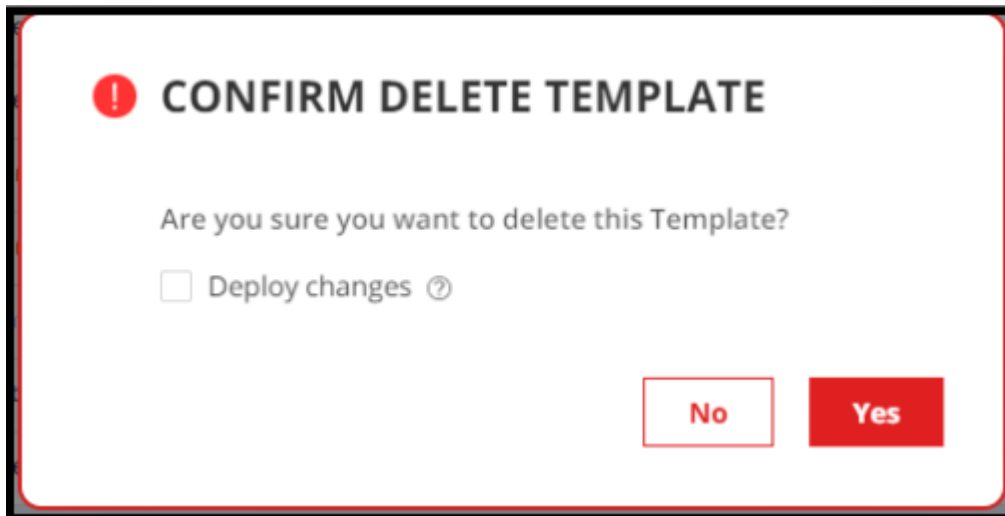 CONFIRM DELETE TEMPLATE
Are you sure you want to delete this Template?
Deploy changes
No
Yes